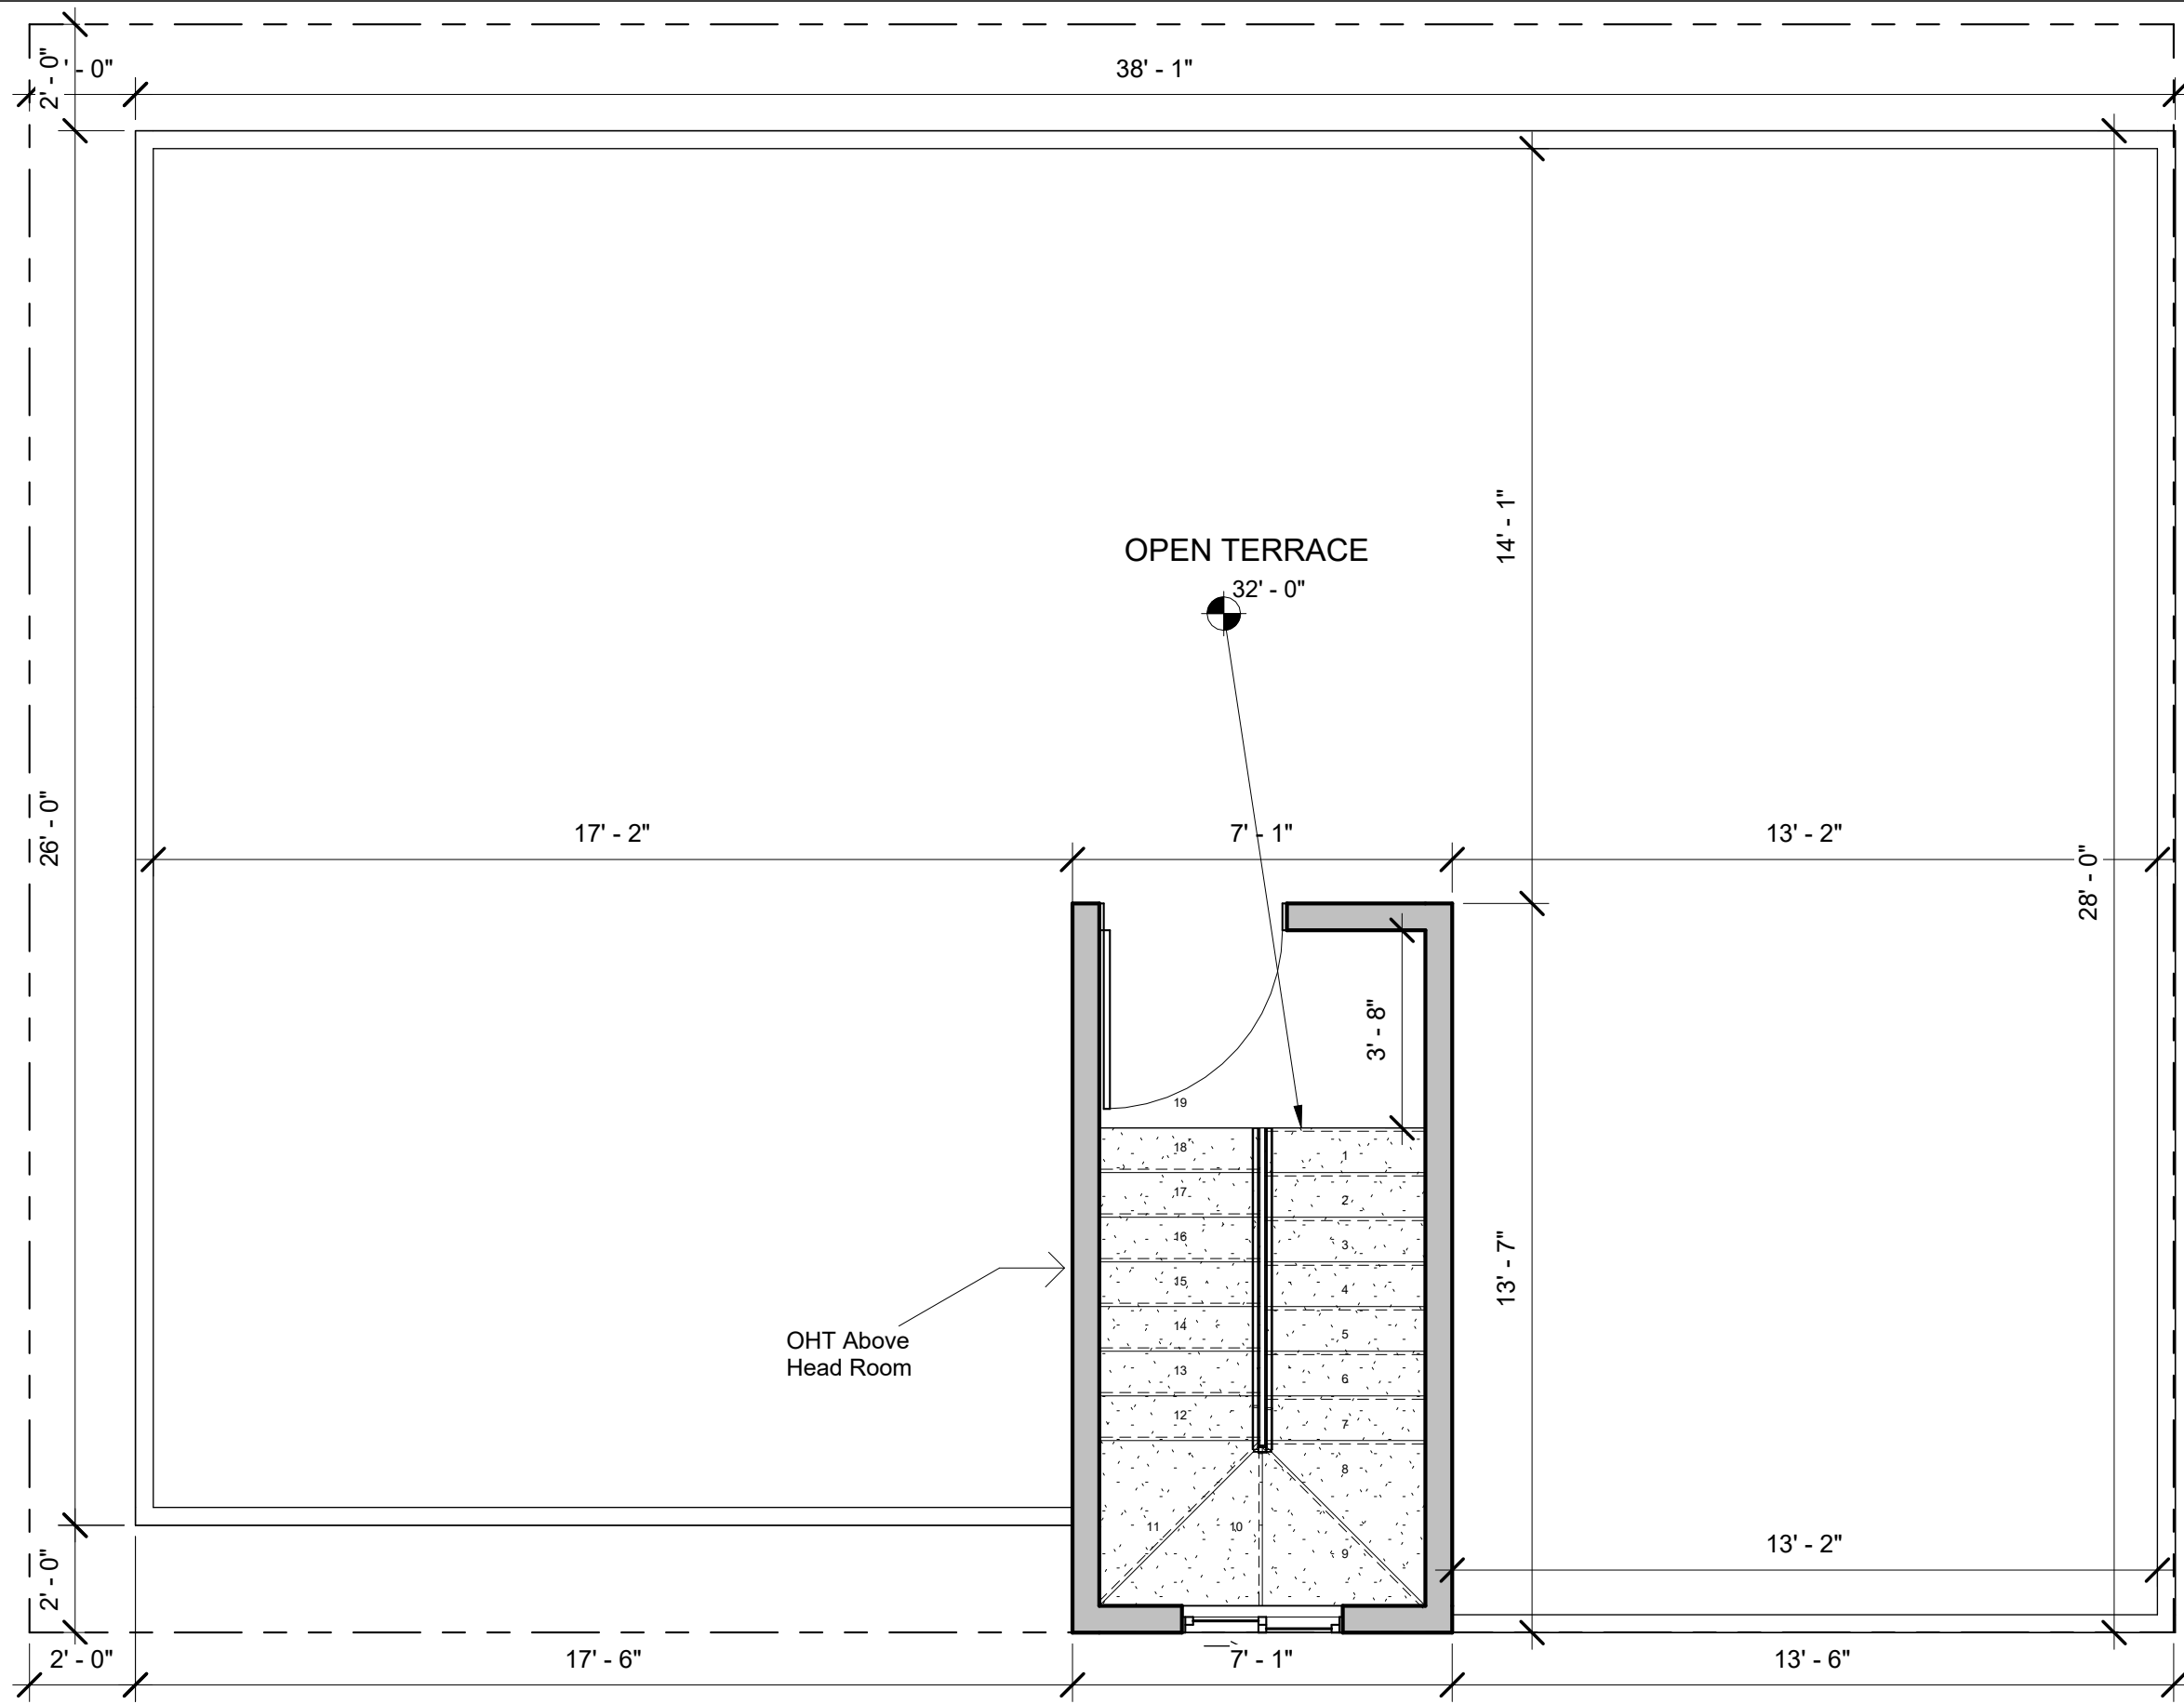 2' - 0"
' - 0"
38' - 1"
14' - 1"
OPEN TERRACE
32' - 0"
26' - 0"
17' - 2"
7' - 1"
13' - 2"
28' - 0"
3' - 8"
19
18
1
17
2
16
3
15
4
14
5
13
6
12
7
8
11
10
9
13' - 7"
OHT Above
Head Room
13' - 2"
2' - 0"
2' - 0"
17' - 6"
7' - 1"
13' - 6"